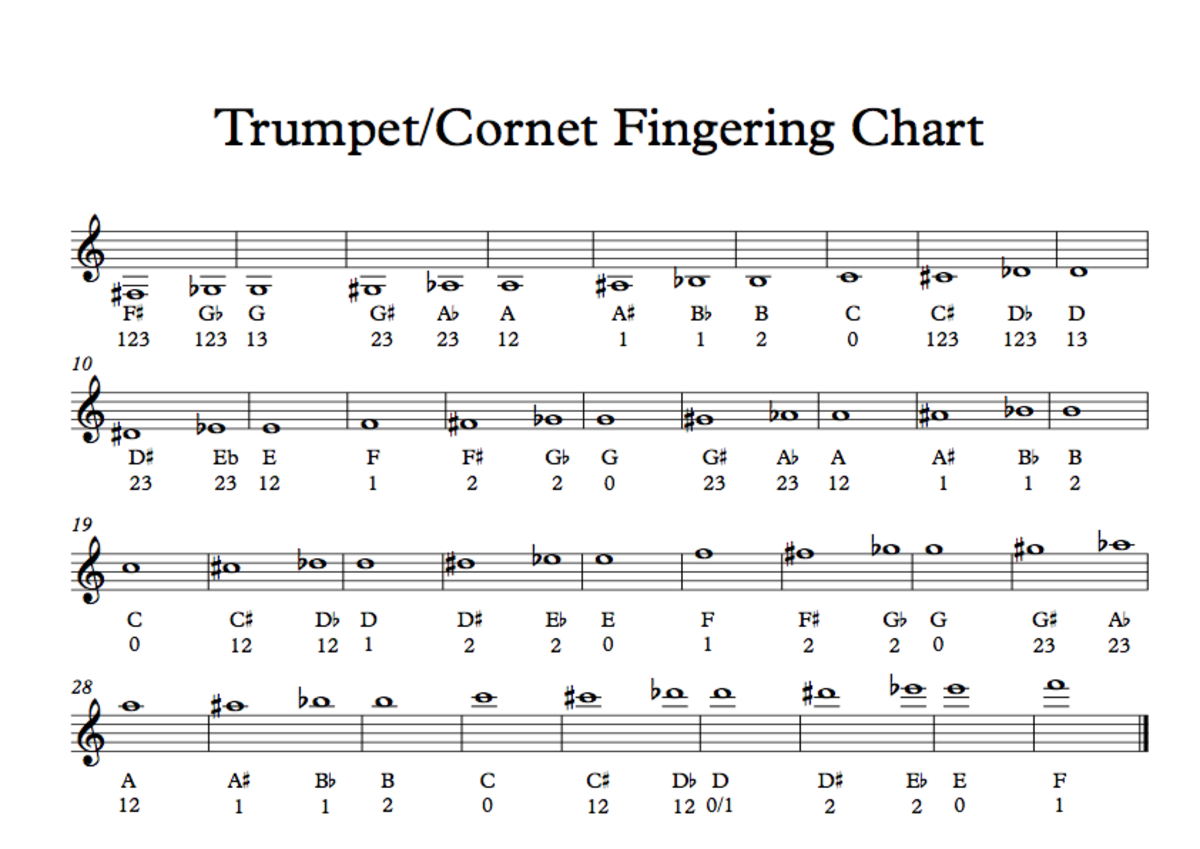 Trumpet/Cornet Fingering Chart
F♯ G♭ G G♯ A♭ A A♯ B♭ B C C♯ D♭ D
123 123 13 23 23 12 1 1 2 0 123 123 13
10
D♯ Eb E F F♯ G♭ G G♯ A♭ A A♯ B♭ B
23 23 12 1 2 2 0 23 23 12 1 1 2
19
C C♯ D♭ D D♯ E♭ E F F♯ G♭ G G♯ A♭
0 12 12 1 2 2 0 1 2 2 0 23 23
28
A A♯ B♭ B C C♯ D♭ D D♯ E♭ E F
12 1 1 2 0 12 12 0/1 2 2 0 1